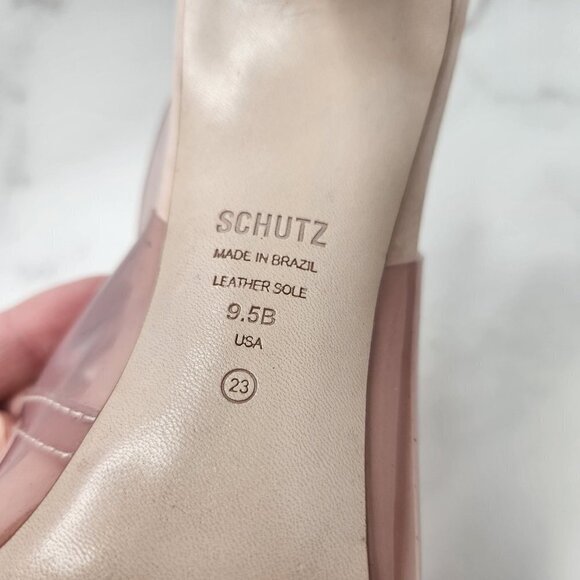 SCHUTZ
MADE IN BRAZIL
LEATHER SOLE
9.5B
USA
23